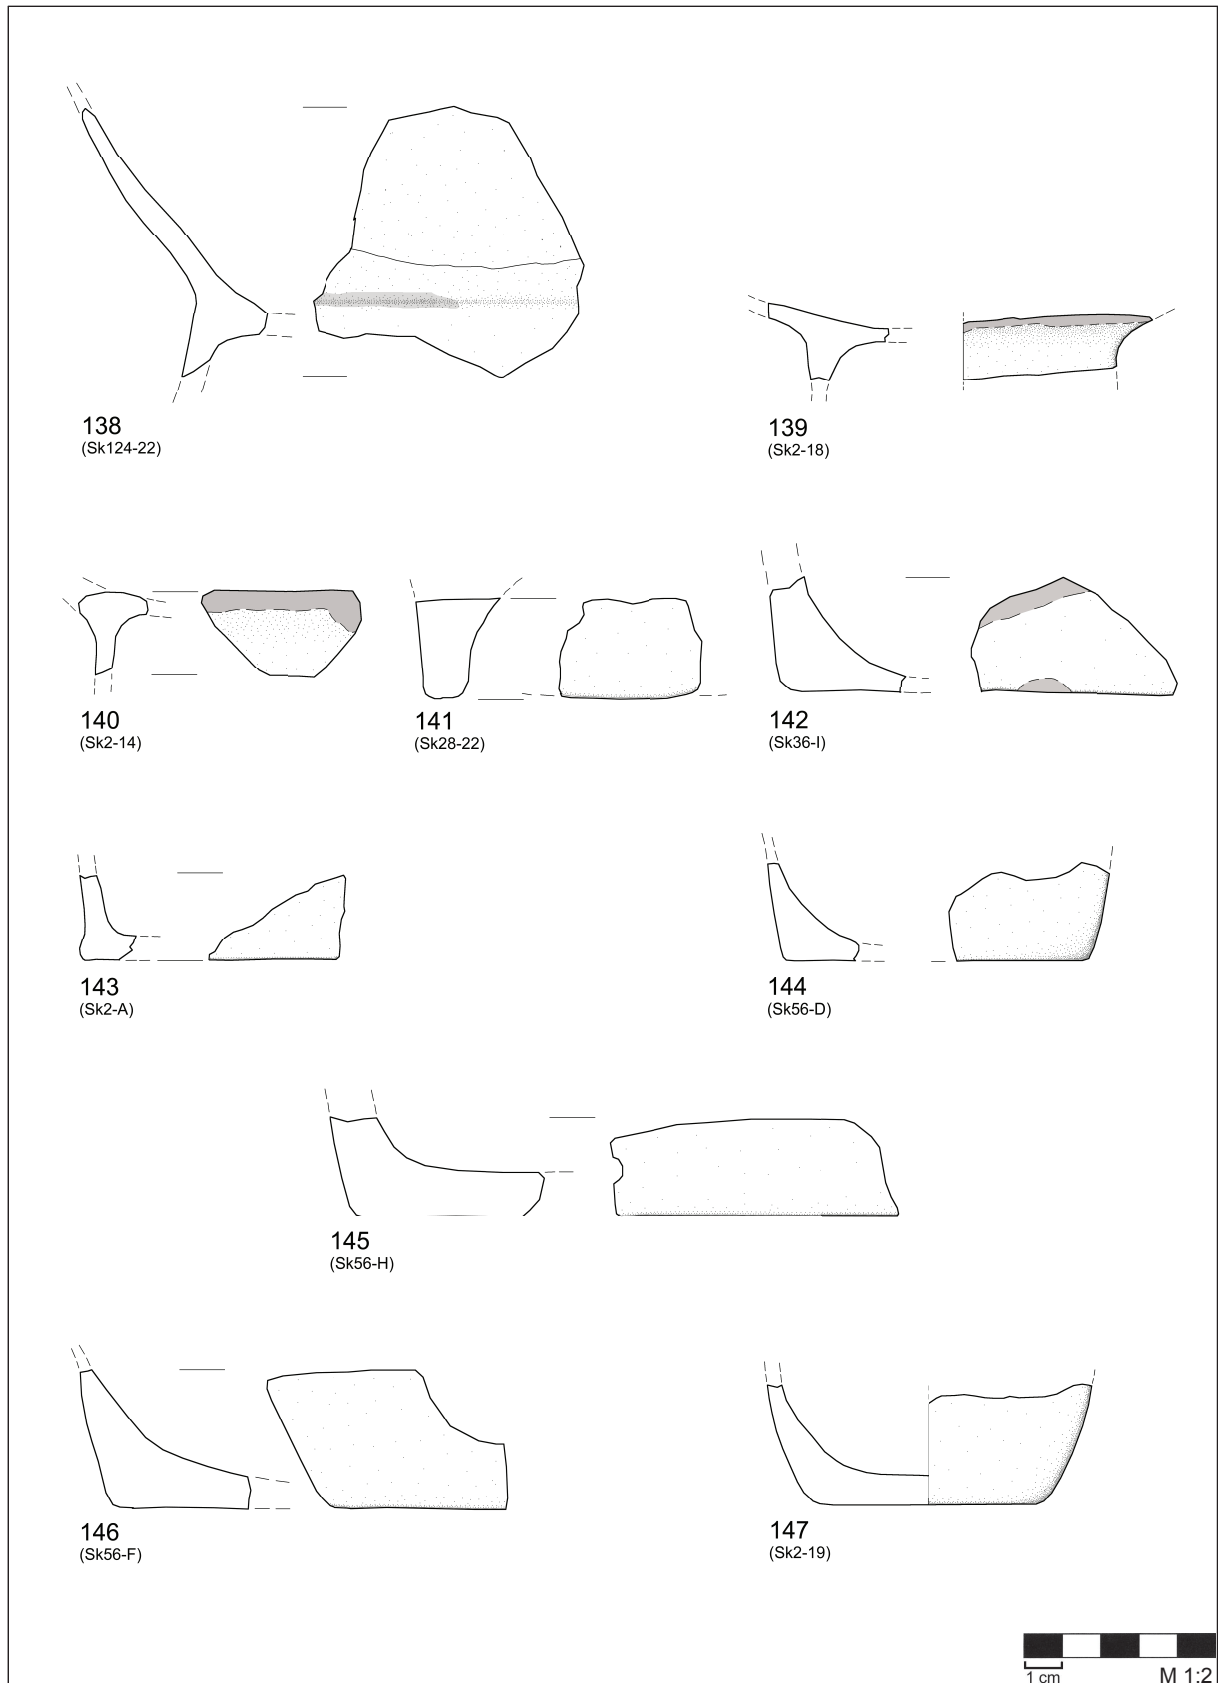 138
(Sk124-22)
139
(Sk2-18)
140
(Sk2-14)
141
(Sk28-22)
142
(Sk36-I)
143
(Sk2-A)
144
(Sk56-D)
145
(Sk56-H)
146
(Sk56-F)
147
(Sk2-19)
1 cm
M 1:2